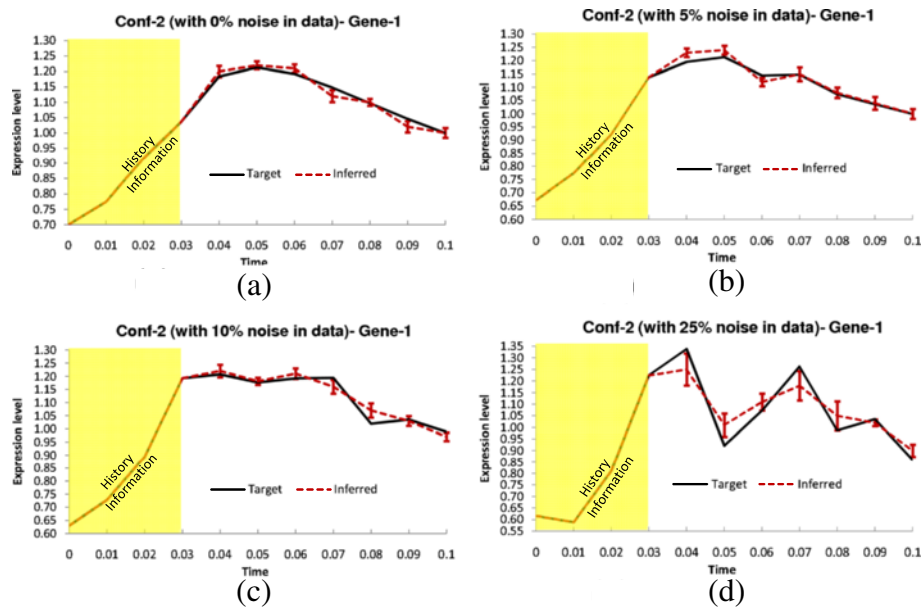 Conf-2 (with 0% noise in data)- Gene-1
Expression level
1.30
1.20
1.10
1.00
0.90
0.80
0.75
0.70
History
Information
Target
Inferred
0 0.01 0.02 0.03 0.04 0.05 0.06 0.07 0.08 0.09 0.1
Time
(a)
Conf-2 (with 5% noise in data)- Gene-1
Expression level
1.30
1.25
1.20
1.15
1.10
1.05
1.00
0.95
0.90
0.85
0.80
0.75
0.70
0.65
0.60
History
Information
Target
Inferred
0 0.01 0.02 0.03 0.04 0.05 0.06 0.07 0.08 0.09 0.1
Time
(b)
Conf-2 (with 10% noise in data)- Gene-1
Expression level
1.30
1.25
1.20
1.15
1.10
1.05
1.00
0.95
0.90
0.85
0.80
0.75
0.70
0.65
0.60
History
Information
Target
Inferred
0 0.01 0.02 0.03 0.04 0.05 0.06 0.07 0.08 0.09 0.1
Time
(c)
Conf-2 (with 25% noise in data)- Gene-1
Expression level
1.35
1.30
1.25
1.20
1.15
1.10
1.05
1.00
0.95
0.90
0.85
0.80
0.75
0.70
0.65
0.60
0.55
History
Information
Target
Inferred
0 0.01 0.02 0.03 0.04 0.05 0.06 0.07 0.08 0.09 0.1
Time
(d)